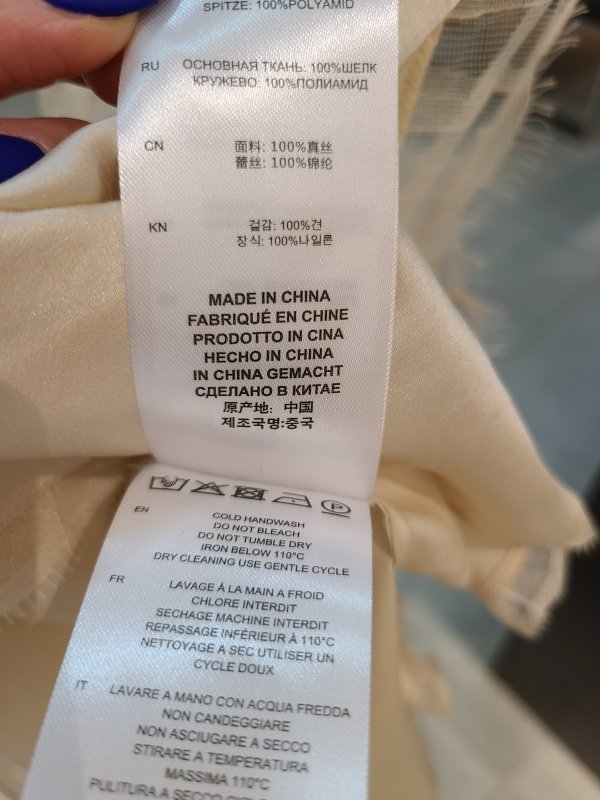 SPITZE: 100%POLYAMID
RU ОСНОВНАЯ ТКАНЬ: 100%ШЕЛК
КРУЖЕВО: 100%ПОЛИАМИД
CN 面料: 100%真丝
蕾丝: 100%锦纶
KN 겉감: 100%견
장식: 100%나일론
MADE IN CHINA
FABRIQUÉ EN CHINE
PRODOTTO IN CINA
HECHO IN CHINA
IN CHINA GEMACHT
СДЕЛАНО В КИТАЕ
原产地: 中国
제조국명:중국
P
EN COLD HANDWASH
DO NOT BLEACH
DO NOT TUMBLE DRY
IRON BELOW 110°C
DRY CLEANING USE GENTLE CYCLE
FR LAVAGE À LA MAIN A FROID
CHLORE INTERDIT
SECHAGE MACHINE INTERDIT
REPASSAGE INFÉRIEUR À 110°C
NETTOYAGE A SEC UTILISER UN
CYCLE DOUX
IT LAVARE A MANO CON ACQUA FREDDA
NON CANDEGGIARE
NON ASCIUGARE A SECCO
STIRARE A TEMPERATURA
MASSIMA 110°C
PULITURA A SECCO